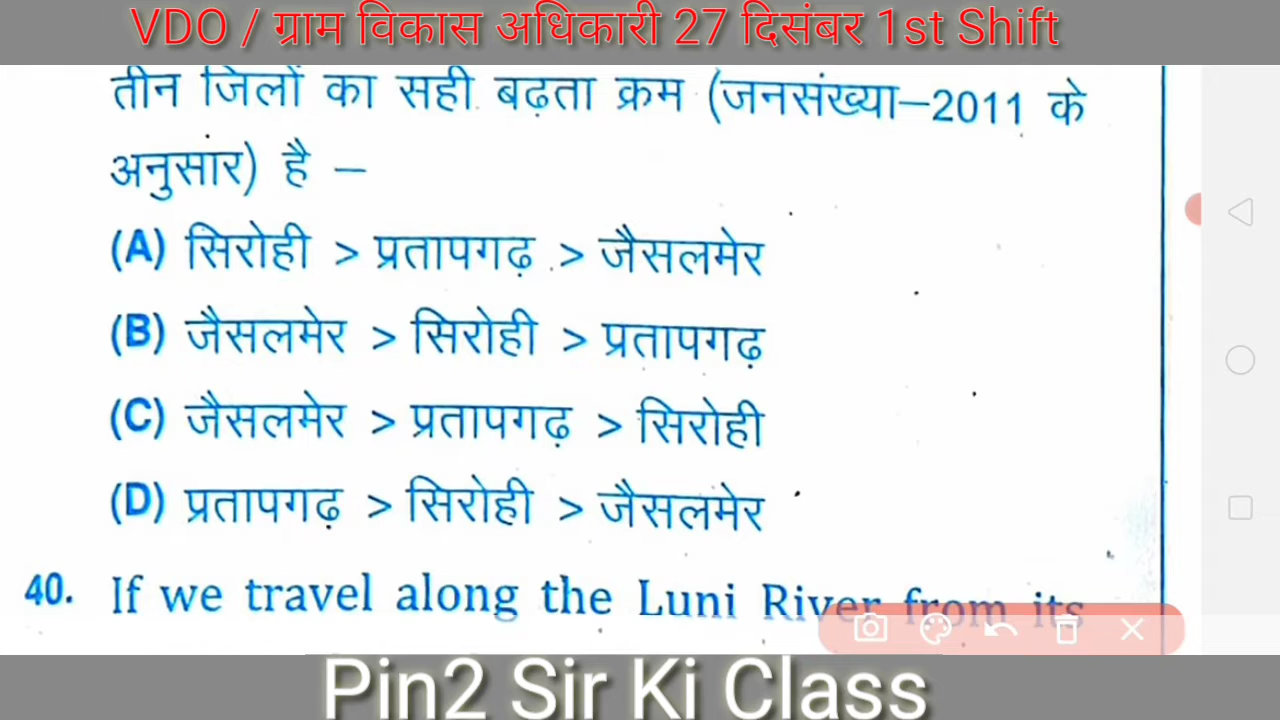 VDO / ग्राम विकास अधिकारी 27 दिसंबर 1st Shift
तीन जिलों का सही बढ़ता क्रम (जनसंख्या–2011 के
अनुसार) है –
(A) सिरोही > प्रतापगढ़ > जैसलमेर
(B) जैसलमेर > सिरोही > प्रतापगढ़
(C) जैसलमेर > प्रतापगढ़ > सिरोही
(D) प्रतापगढ़ > सिरोही > जैसलमेर
40. If we travel along the Luni River from its
Pin2 Sir Ki Class